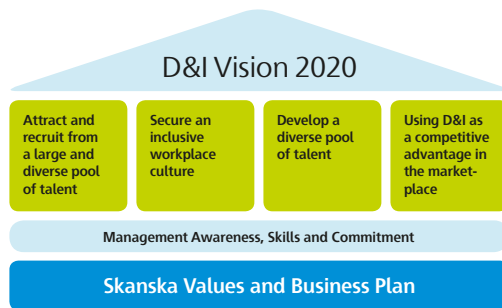 D&I Vision 2020
Attract and
recruit from
a large and
diverse pool
of talent
Secure an
inclusive
workplace
culture
Develop a
diverse pool
of talent
Using D&I as
a competitive
advantage in
the market-
place
Management Awareness, Skills and Commitment
Skanska Values and Business Plan